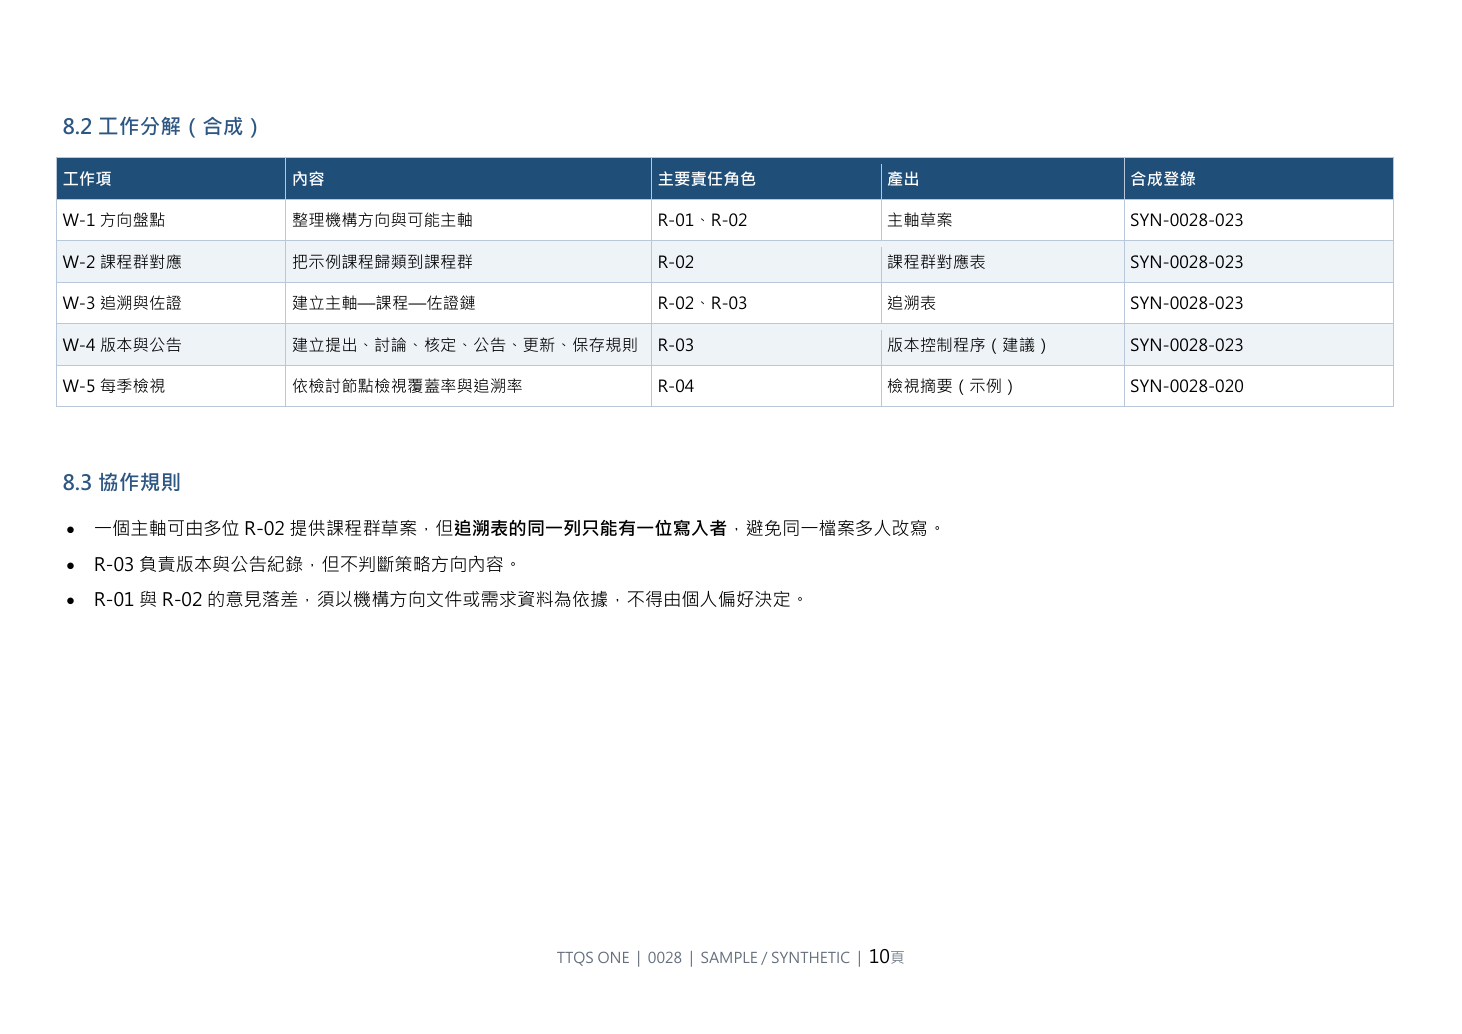 8.2 工作分解（合成）
工作項 內容 主要責任角色 產出 合成登錄
W-1 方向盤點 整理機構方向與可能主軸 R-01、R-02 主軸草案 SYN-0028-023
W-2 課程群對應 把示例課程歸類到課程群 R-02 課程群對應表 SYN-0028-023
W-3 追溯與佐證 建立主軸—課程—佐證鏈 R-02、R-03 追溯表 SYN-0028-023
W-4 版本與公告 建立提出、討論、核定、公告、更新、保存規則 R-03 版本控制程序（建議） SYN-0028-023
W-5 每季檢視 依檢討節點檢視覆蓋率與追溯率 R-04 檢視摘要（示例） SYN-0028-020
8.3 協作規則
• 一個主軸可由多位 R-02 提供課程群草案，但追溯表的同一列只能有一位寫入者，避免同一檔案多人改寫。
• R-03 負責版本與公告紀錄，但不判斷策略方向內容。
• R-01 與 R-02 的意見落差，須以機構方向文件或需求資料為依據，不得由個人偏好決定。
TTQS ONE | 0028 | SAMPLE / SYNTHETIC | 10頁